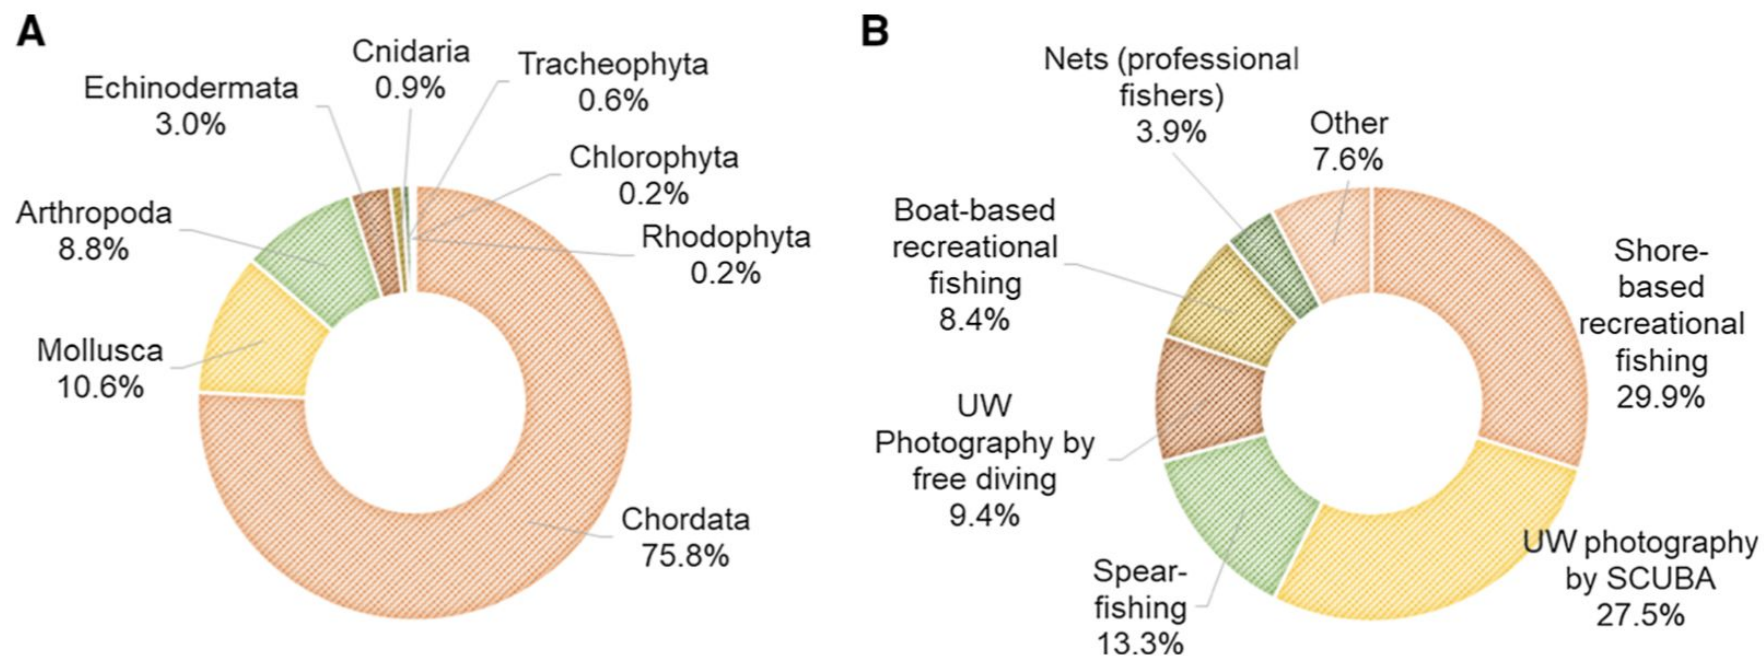 A
Cnidaria
0.9%
Tracheophyta
0.6%
Echinodermata
3.0%
Chlorophyta
0.2%
Arthropoda
8.8%
Rhodophyta
0.2%
Mollusca
10.6%
Chordata
75.8%
B
Nets (professional
fishers)
3.9%
Other
7.6%
Boat-based
recreational
fishing
8.4%
Shore-
based
recreational
fishing
29.9%
UW
Photography by
free diving
9.4%
UW photography
by SCUBA
27.5%
Spear-
fishing
13.3%